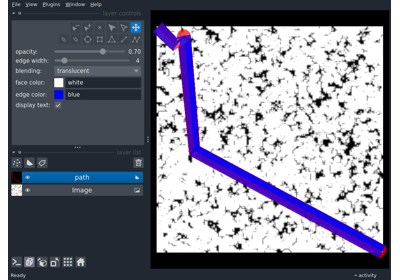 File View Plugins Window Help
layer controls
opacity: 0.70
edge width: 4
blending: translucent
face color: white
edge color: blue
display text:
layer list
path
Image
Ready
activity